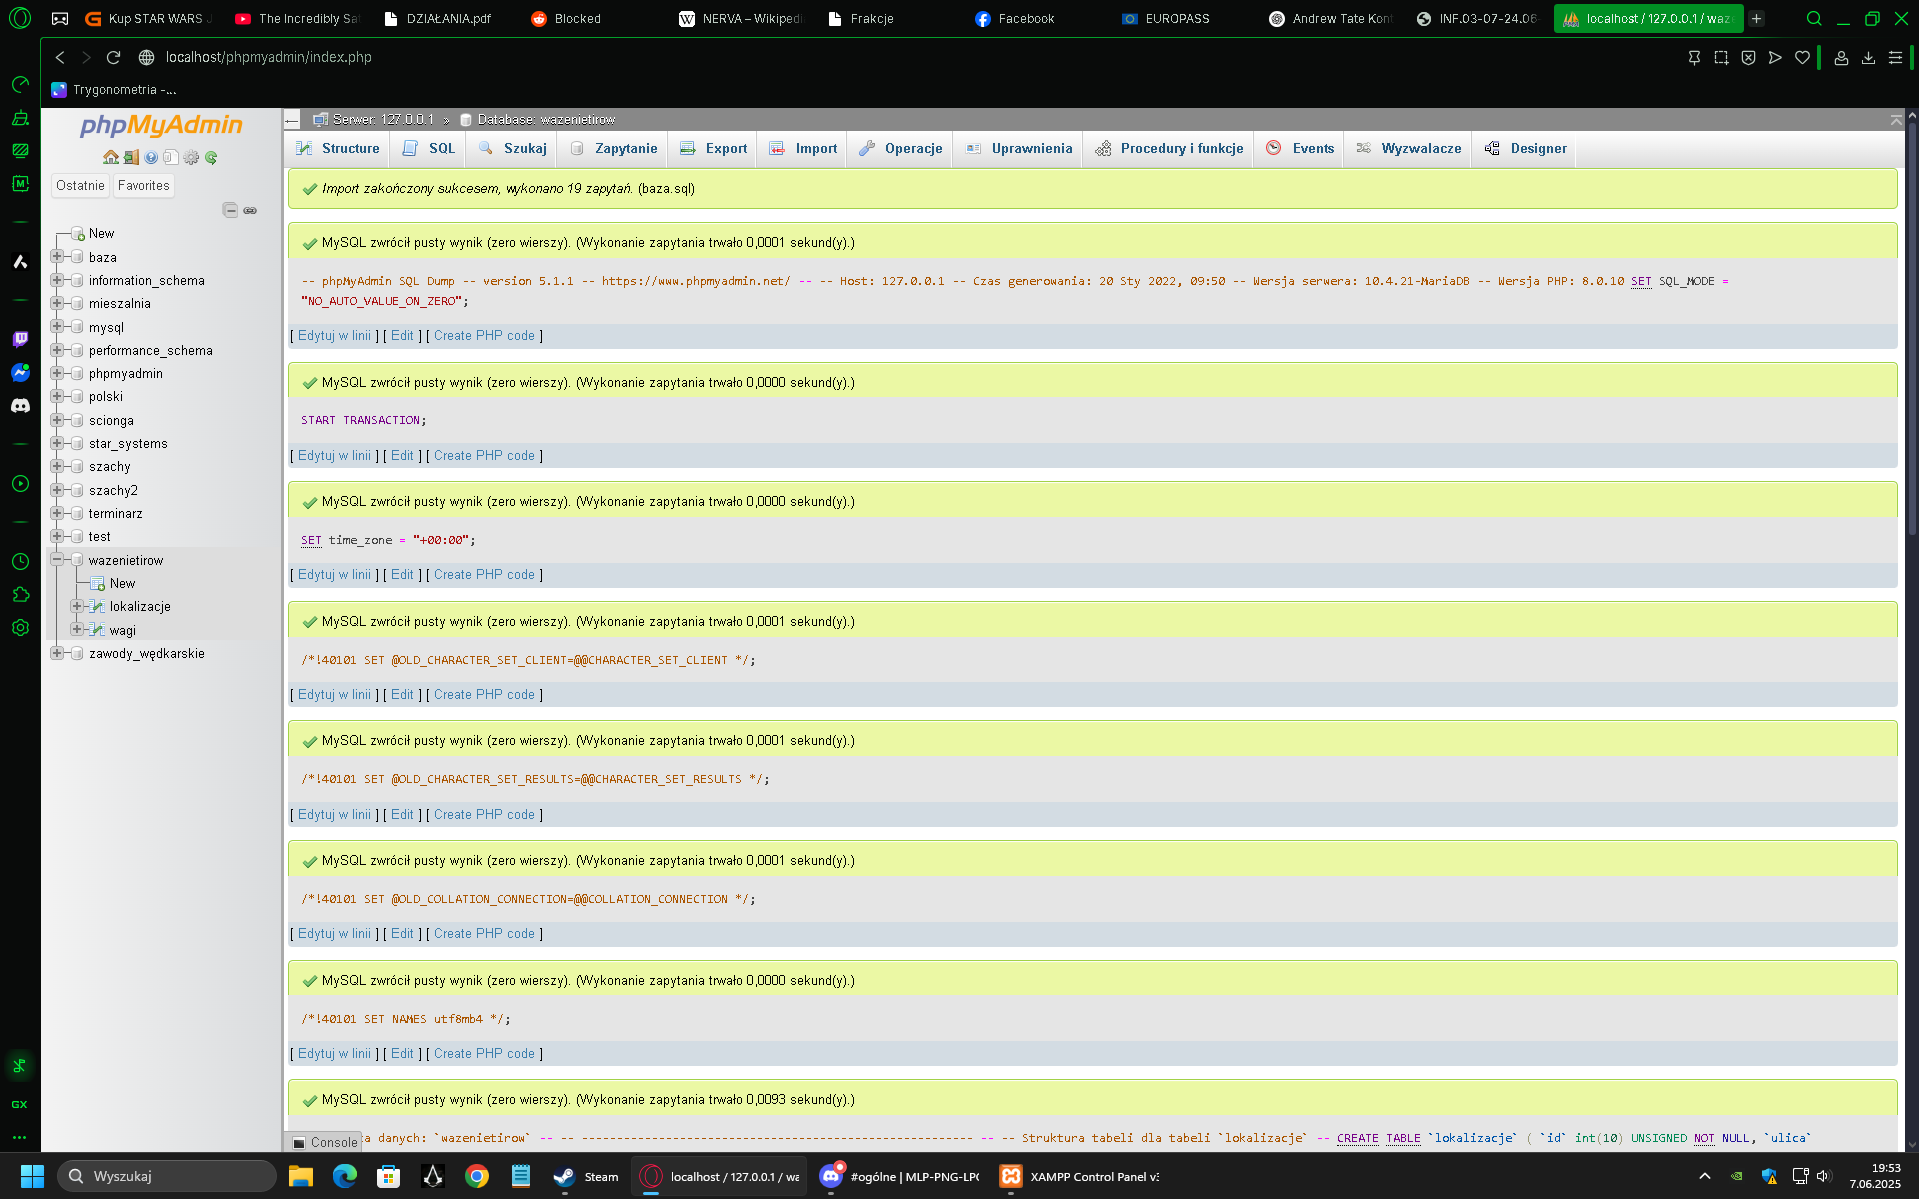 Kup STAR WARS J
The Incredibly Sa
DZIAŁANIA.pdf
Blocked
NERVA – Wikipedi
Frakcje
Facebook
EUROPASS
Andrew Tate Kont
INF.03-07-24.06-
localhost / 127.0.0.1 / waz
localhost/phpmyadmin/index.php
Trygonometria -...
phpMyAdmin
Ostatnie
Favorites
New
baza
information_schema
mieszalnia
mysql
performance_schema
phpmyadmin
polski
scionga
star_systems
szachy
szachy2
terminarz
test
wazenietirow
New
lokalizacje
wagi
zawody_wędkarskie
Serwer: 127.0.0.1 » Database: wazenietirow
Structure
SQL
Szukaj
Zapytanie
Export
Import
Operacje
Uprawnienia
Procedury i funkcje
Events
Wyzwalacze
Designer
Import zakończony sukcesem, wykonano 19 zapytań. (baza.sql)
MySQL zwrócił pusty wynik (zero wierszy). (Wykonanie zapytania trwało 0,0001 sekund(y).)
-- phpMyAdmin SQL Dump -- version 5.1.1 -- https://www.phpmyadmin.net/ -- -- Host: 127.0.0.1 -- Czas generowania: 20 Sty 2022, 09:50 -- Wersja serwera: 10.4.21-MariaDB -- Wersja PHP: 8.0.10 SET SQL_MODE =
"NO_AUTO_VALUE_ON_ZERO";
[ Edytuj w linii ] [ Edit ] [ Create PHP code ]
MySQL zwrócił pusty wynik (zero wierszy). (Wykonanie zapytania trwało 0,0000 sekund(y).)
START TRANSACTION;
[ Edytuj w linii ] [ Edit ] [ Create PHP code ]
MySQL zwrócił pusty wynik (zero wierszy). (Wykonanie zapytania trwało 0,0000 sekund(y).)
SET time_zone = "+00:00";
[ Edytuj w linii ] [ Edit ] [ Create PHP code ]
MySQL zwrócił pusty wynik (zero wierszy). (Wykonanie zapytania trwało 0,0001 sekund(y).)
/*!40101 SET @OLD_CHARACTER_SET_CLIENT=@@CHARACTER_SET_CLIENT */;
[ Edytuj w linii ] [ Edit ] [ Create PHP code ]
MySQL zwrócił pusty wynik (zero wierszy). (Wykonanie zapytania trwało 0,0001 sekund(y).)
/*!40101 SET @OLD_CHARACTER_SET_RESULTS=@@CHARACTER_SET_RESULTS */;
[ Edytuj w linii ] [ Edit ] [ Create PHP code ]
MySQL zwrócił pusty wynik (zero wierszy). (Wykonanie zapytania trwało 0,0001 sekund(y).)
/*!40101 SET @OLD_COLLATION_CONNECTION=@@COLLATION_CONNECTION */;
[ Edytuj w linii ] [ Edit ] [ Create PHP code ]
MySQL zwrócił pusty wynik (zero wierszy). (Wykonanie zapytania trwało 0,0000 sekund(y).)
/*!40101 SET NAMES utf8mb4 */;
[ Edytuj w linii ] [ Edit ] [ Create PHP code ]
MySQL zwrócił pusty wynik (zero wierszy). (Wykonanie zapytania trwało 0,0093 sekund(y).)
Console
a danych: `wazenietirow` -- -- -------------------------------------------------------- -- -- Struktura tabeli dla tabeli `lokalizacje` -- CREATE TABLE `lokalizacje` ( `id` int(10) UNSIGNED NOT NULL, `ulica`
GX
Wyszukaj
Steam
localhost / 127.0.0.1 / wa
#ogólne | MLP-PNG-LPC
XAMPP Control Panel v3
19:53
7.06.2025